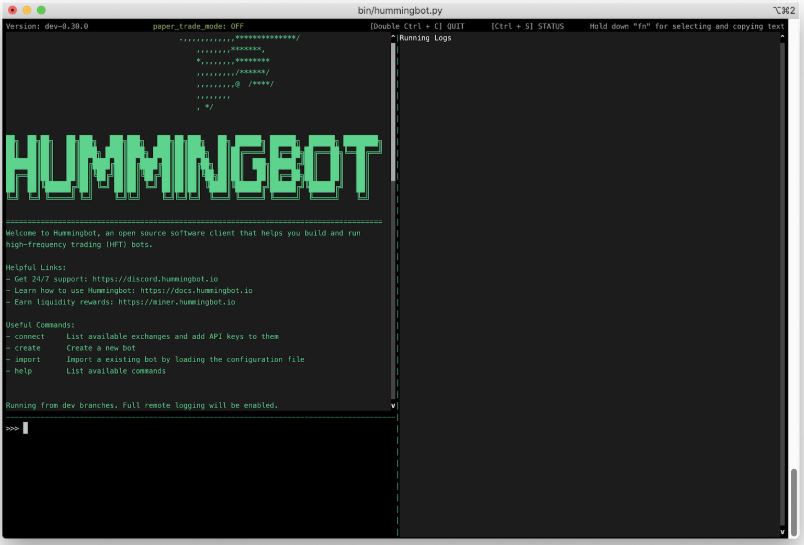 bin/hummingbot.py
⌥⌘2
Version: dev-0.30.0 paper_trade_mode: OFF [Double Ctrl + C] QUIT [Ctrl + S] STATUS Hold down "fn" for selecting and copying text
Running Logs
.,,,,,,,,,,,,**************/
,,,,,,,,*******,
*,,,,,,,,********
,,,,,,,,,/******/
,,,,,,,,,@ /****/
,,,,,,,,
, */
HUMMINGBOT
Welcome to Hummingbot, an open source software client that helps you build and run
high-frequency trading (HFT) bots.
Helpful Links:
- Get 24/7 support: https://discord.hummingbot.io
- Learn how to use Hummingbot: https://docs.hummingbot.io
- Earn liquidity rewards: https://miner.hummingbot.io
Useful Commands:
- connect List available exchanges and add API keys to them
- create Create a new bot
- import Import a existing bot by loading the configuration file
- help List available commands
Running from dev branches. Full remote logging will be enabled.
>>>